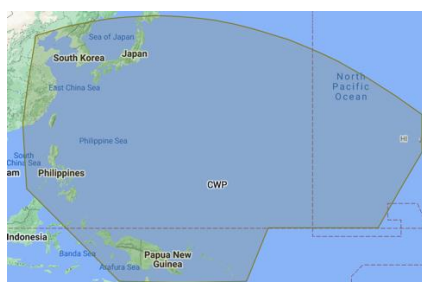 Sea of Japan
South Korea
Japan
North
Pacific
Ocean
East China Sea
Philippine Sea
HI
South
China Sea
am
Philippines
CWP
Indonesia
Banda Sea
Papua New
Guinea
Arafura Sea